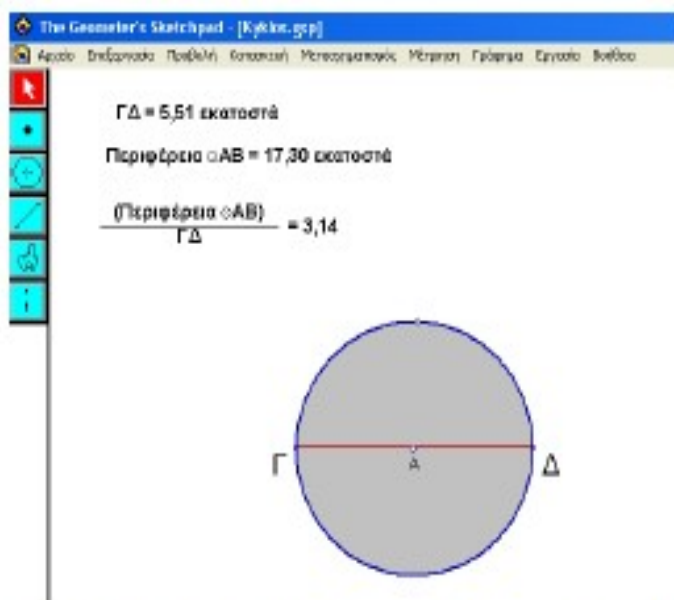 The Geometer's Sketchpad - [Kyklos.gsp]
Αρχείο Επεξεργασία Προβολή Κατασκευή Μετασχηματισμός Μέτρηση Γράφημα Εργασία Βοήθεια
ΓΔ = 5,51 εκατοστά
Περιφέρεια ⊙AB = 17,30 εκατοστά
(Περιφέρεια ⊙AB)
= 3,14
ΓΔ
Γ
A
Δ